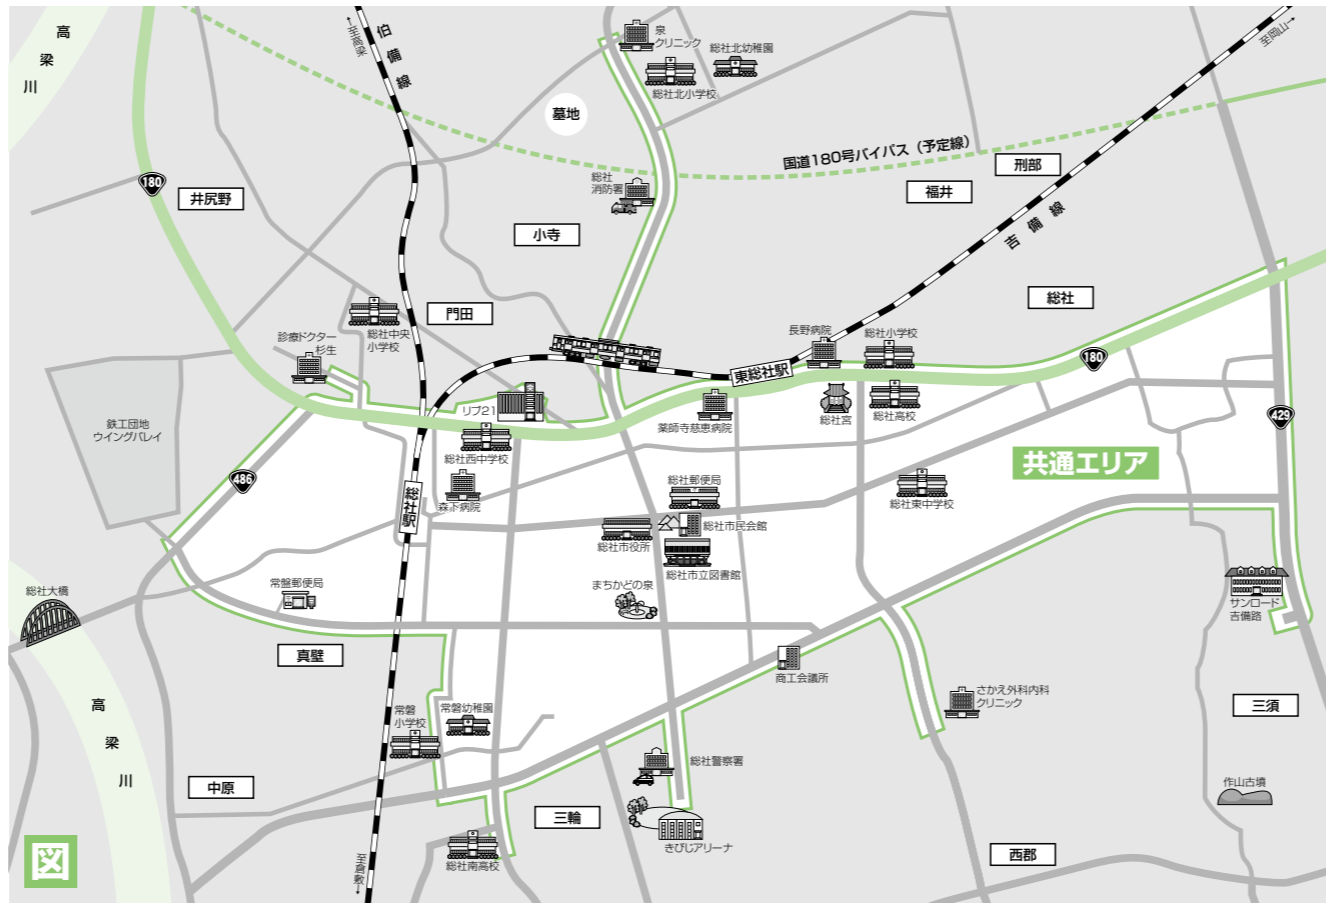 高梁川
←至高梁
伯備線
泉
クリニック
総社北幼稚園
総社北小学校
至岡山→
墓地
国道180号バイパス（予定線）
刑部
福井
吉備線
180
井尻野
総社
消防署
小寺
総社
門田
総社中央
小学校
診療ドクター
杉生
長野病院
総社小学校
180
東総社駅
リブ21
薬師寺慈恵病院
総社宮
総社高校
429
鉄工団地
ウイングバレイ
総社西中学校
共通エリア
486
総社駅
森下病院
総社郵便局
総社東中学校
総社市民会館
総社市役所
総社市立図書館
常盤郵便局
まちかどの泉
総社大橋
サンロード
吉備路
真壁
商工会議所
さかえ外科内科
クリニック
三須
高梁川
常磐
小学校
常磐幼稚園
総社警察署
中原
作山古墳
三輪
きびじアリーナ
総社南高校
西郡
図
至倉敷→